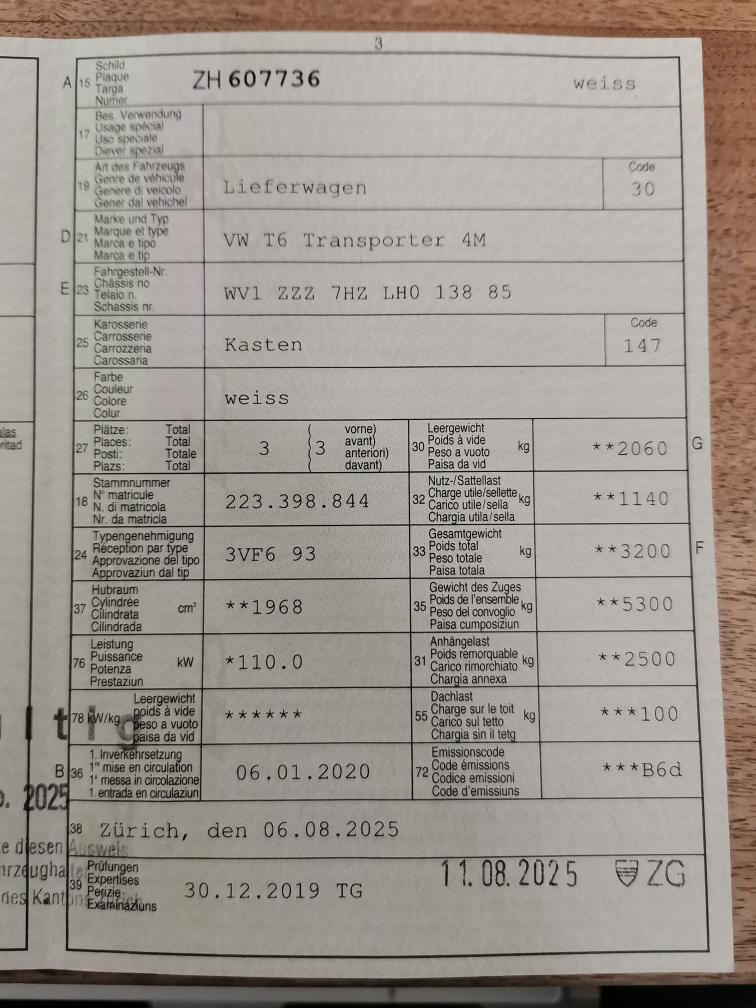 3
A 15 Schild
Plaque
Targa
Numer
ZH 607736 weiss
17 Bes. Verwendung
Usage spécial
Uso speciale
Diever spezial
19 Art des Fahrzeugs
Genre de véhicule
Genere di veicolo
Gener dal vehichel
Lieferwagen
Code
30
D 21 Marke und Typ
Marque et type
Marca e tipo
Marca e tip
VW T6 Transporter 4M
E 23 Fahrgestell-Nr.
Châssis no
Telaio n.
Schassis nr.
WV1 ZZZ 7HZ LH0 138 85
25 Karosserie
Carrosserie
Carrozzeria
Carossaria
Kasten
Code
147
26 Farbe
Couleur
Colore
Colur
weiss
27 Plätze: Total
Places: Total
Posti: Totale
Plazs: Total
3 ( 3 vorne)
avant)
anteriori)
davant)
30 Leergewicht
Poids à vide
Peso a vuoto
Paisa da vid
kg **2060 G
18 Stammnummer
N° matricule
N. di matricola
Nr. da matricla
223.398.844
32 Nutz-/Sattellast
Charge utile/sellette
Carico utile/sella
Chargia utila/sella
kg **1140
24 Typengenehmigung
Réception par type
Approvazione del tipo
Approvaziun dal tip
3VF6 93
33 Gesamtgewicht
Poids total
Peso totale
Paisa totala
kg **3200 F
37 Hubraum
Cylindrée
Cilindrata
Cilindrada
cm³ **1968
35 Gewicht des Zuges
Poids de l'ensemble
Peso del convoglio
Paisa cumposiziun
kg **5300
76 Leistung
Puissance
Potenza
Prestaziun
kW *110.0
31 Anhängelast
Poids remorquable
Carico rimorchiato
Chargia annexa
kg **2500
78 kW/kg Leergewicht
poids à vide
peso a vuoto
paisa da vid
******
55 Dachlast
Charge sur le toit
Carico sul tetto
Chargia sin il tetg
kg ***100
B 36 1. Inverkehrsetzung
1re mise en circulation
1a messa in circolazione
1. entrada en circulaziun
06.01.2020
72 Emissionscode
Code émissions
Codice emissioni
Code d'emissiuns
***B6d
2025
38 Zürich, den 06.08.2025
diesen Ausweis
39 Prüfungen
Expertises
Perizie
Examinaziuns
30.12.2019 TG
11.08.2025 ZG